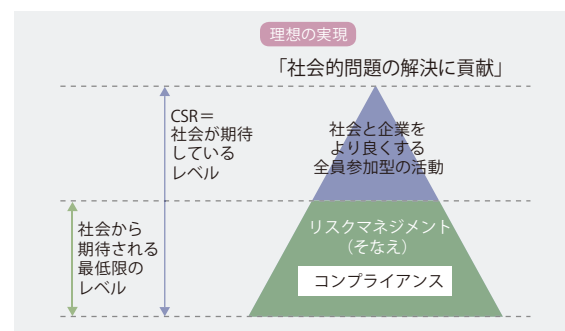 理想の実現
「社会的問題の解決に貢献」
CSR＝
社会が期待
している
レベル
社会と企業を
より良くする
全員参加型の活動
社会から
期待される
最低限の
レベル
リスクマネジメント
（そなえ）
コンプライアンス